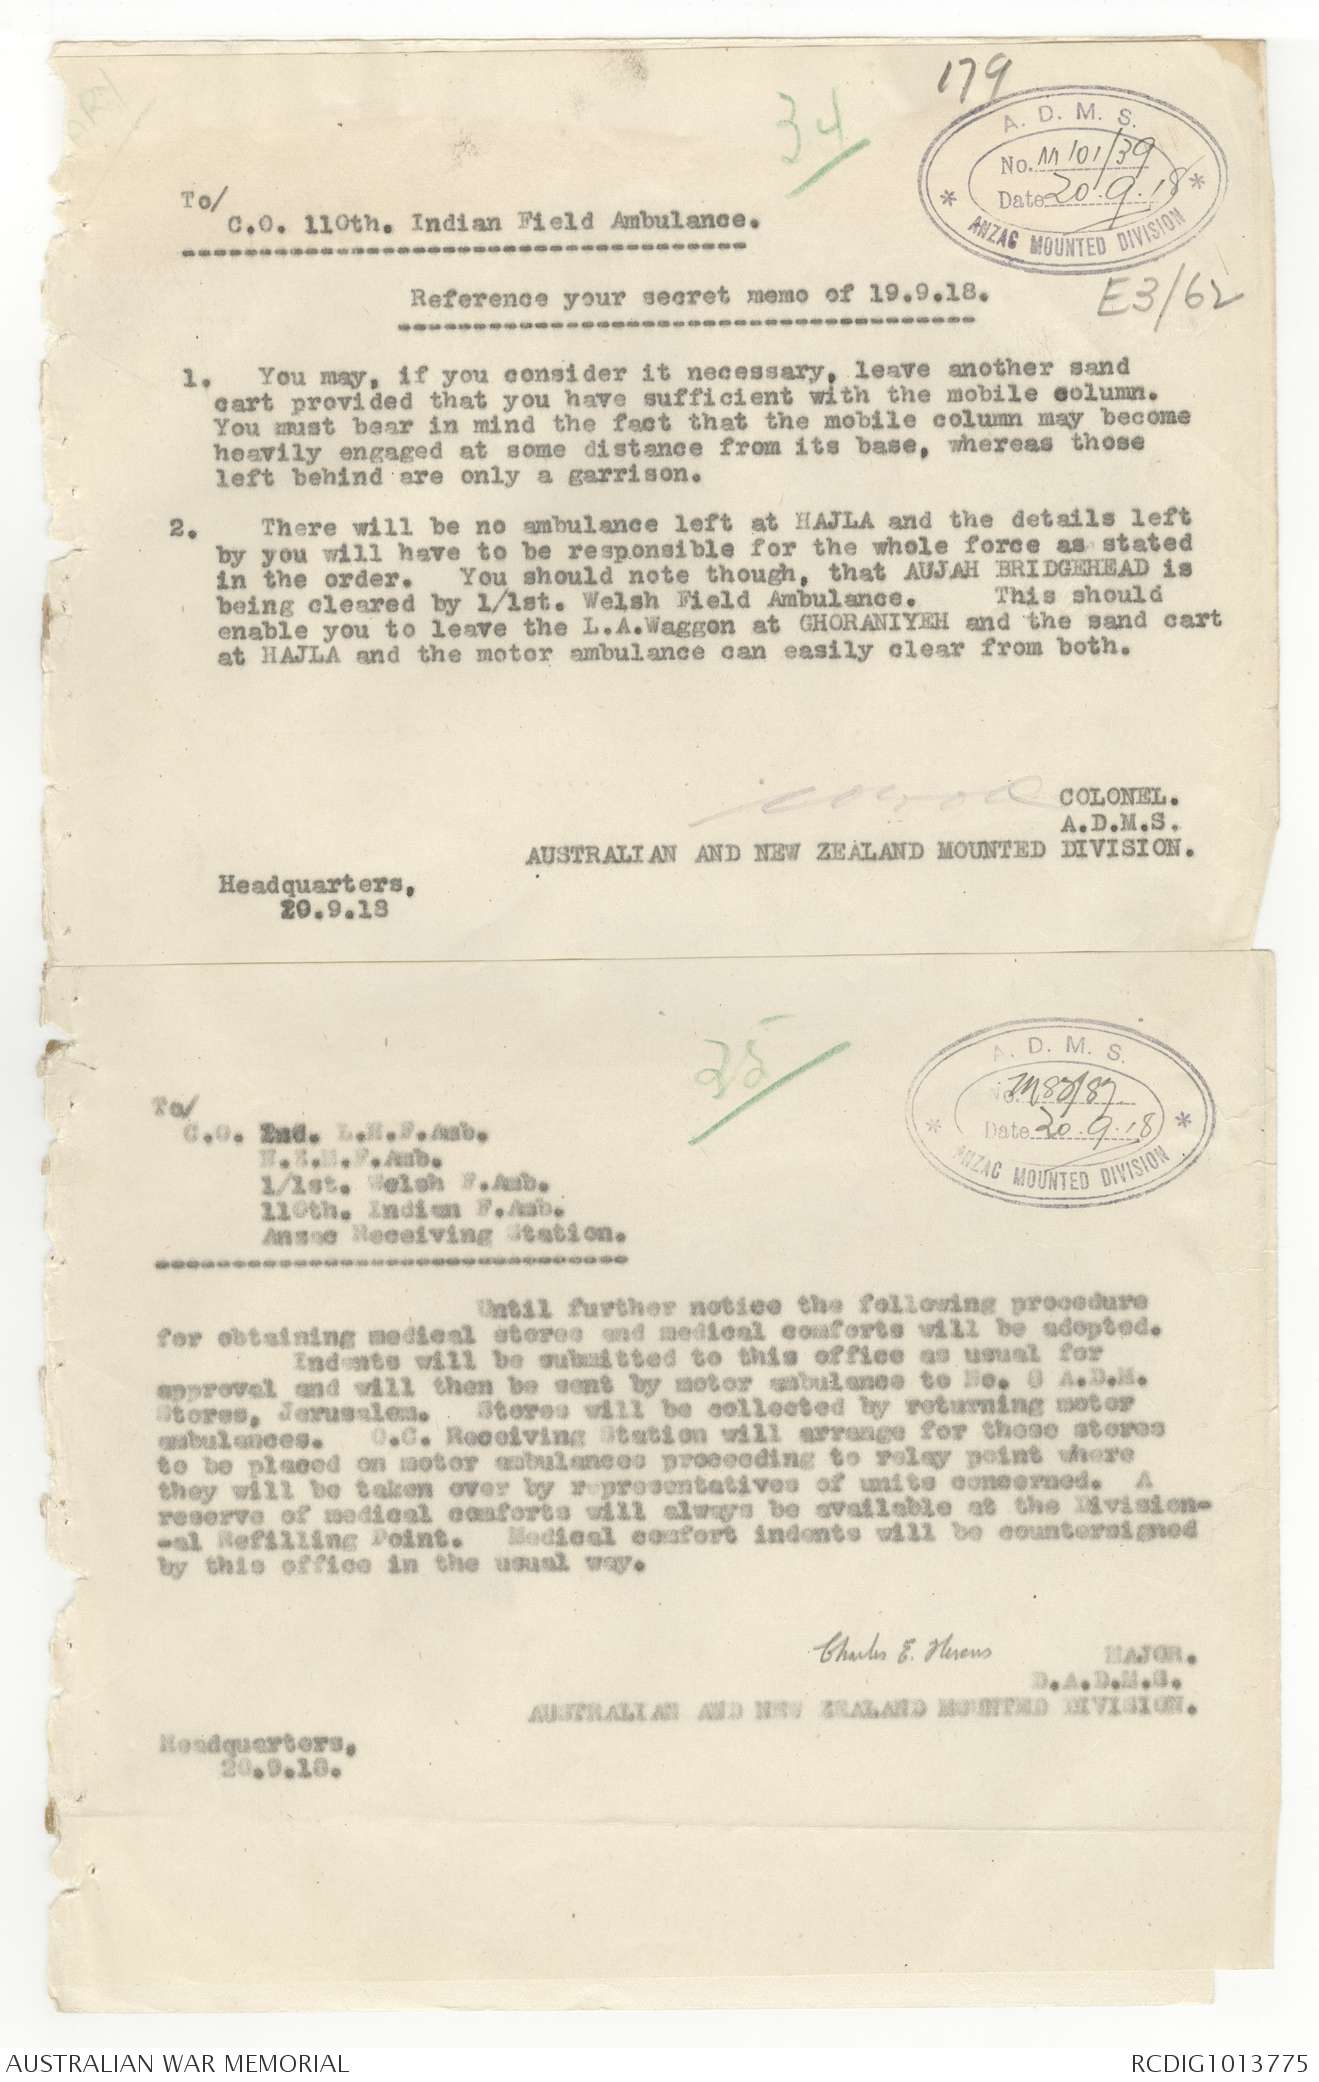 179
34
A. D. M. S.
No. M101/39
Date 20.9.18
ANZAC MOUNTED DIVISION
E3/62
To/
C.O. 110th. Indian Field Ambulance.
Reference your secret memo of 19.9.18.
1. You may, if you consider it necessary, leave another sand
cart provided that you have sufficient with the mobile column.
You must bear in mind the fact that the mobile column may become
heavily engaged at some distance from its base, whereas those
left behind are only a garrison.
2. There will be no ambulance left at HAJLA and the details left
by you will have to be responsible for the whole force as stated
in the order. You should note though, that AUJAH BRIDGEHEAD is
being cleared by 1/1st. Welsh Field Ambulance. This should
enable you to leave the L.A.Waggon at GHORANIYEH and the sand cart
at HAJLA and the motor ambulance can easily clear from both.
COLONEL.
A.D.M.S.
AUSTRALIAN AND NEW ZEALAND MOUNTED DIVISION.
Headquarters,
20.9.18
A. D. M. S.
No. M82/87
Date 20.9.18
ANZAC MOUNTED DIVISION
To/
C.O. 2nd. L.H.F.Amb.
N.Z.M.F.Amb.
1/1st. Welsh F.Amb.
110th. Indian F.Amb.
Anzac Receiving Station.
Until further notice the following procedure
for obtaining medical stores and medical comforts will be adopted.
Indents will be submitted to this office as usual for
approval and will then be sent by motor ambulance to No. 8 A.D.M.
Stores, Jerusalem. Stores will be collected by returning motor
ambulances. O.C. Receiving Station will arrange for these stores
to be placed on motor ambulances proceeding to relay point where
they will be taken over by representatives of units concerned. A
reserve of medical comforts will always be available at the Division-
-al Refilling Point. Medical comfort indents will be countersigned
by this office in the usual way.
Charles E.
MAJOR.
D.A.D.M.S.
AUSTRALIAN AND NEW ZEALAND MOUNTED DIVISION.
Headquarters,
20.9.18.
AUSTRALIAN WAR MEMORIAL
RCDIG1013775